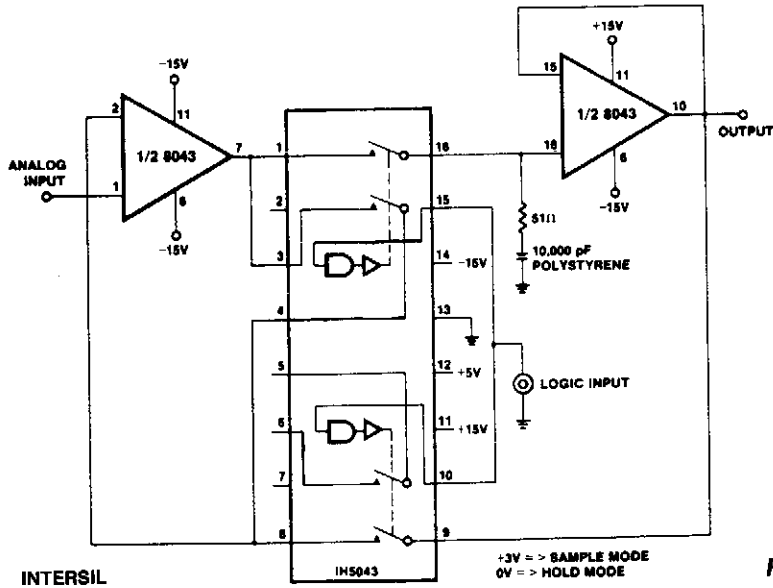 -15V
2
11
1/2 8043
7
ANALOG
INPUT
1
6
-15V
+15V
15
11
1/2 8043
10
OUTPUT
16
6
-15V
1
16
2
15
3
14
-15V
4
13
5
12
+5V
6
11
+15V
7
10
8
9
51Ω
10,000 pF
POLYSTYRENE
LOGIC INPUT
IH5043
+3V = > SAMPLE MODE
0V = > HOLD MODE
INTERSIL